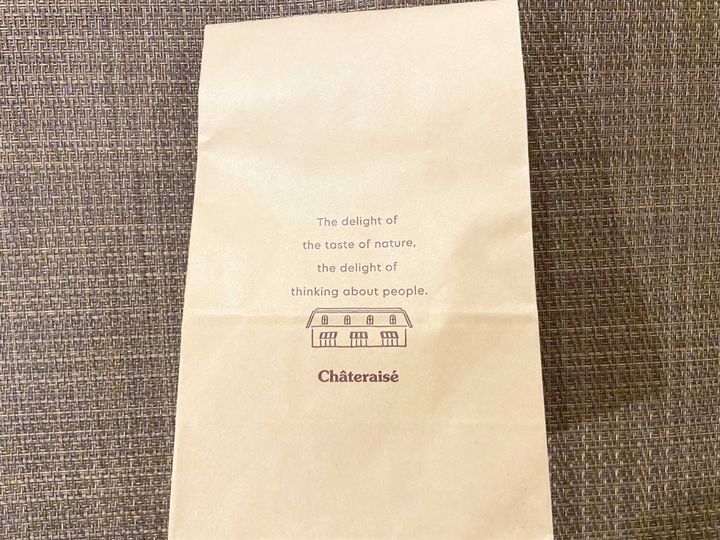 The delight of
the taste of nature,
the delight of
thinking about people.
Châteraisé